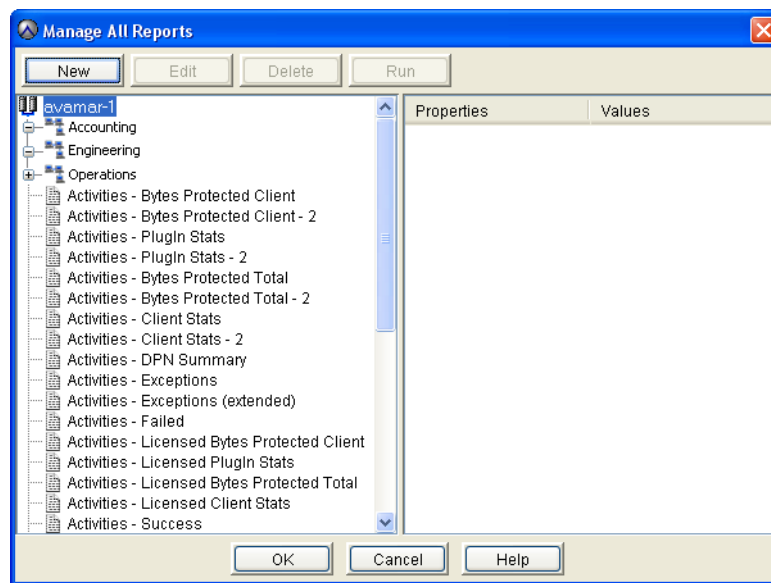 Manage All Reports
New Edit Delete Run
avamar-1
Accounting
Engineering
Operations
Activities - Bytes Protected Client
Activities - Bytes Protected Client - 2
Activities - PlugIn Stats
Activities - PlugIn Stats - 2
Activities - Bytes Protected Total
Activities - Bytes Protected Total - 2
Activities - Client Stats
Activities - Client Stats - 2
Activities - DPN Summary
Activities - Exceptions
Activities - Exceptions (extended)
Activities - Failed
Activities - Licensed Bytes Protected Client
Activities - Licensed PlugIn Stats
Activities - Licensed Bytes Protected Total
Activities - Licensed Client Stats
Activities - Success
Properties Values
OK Cancel Help